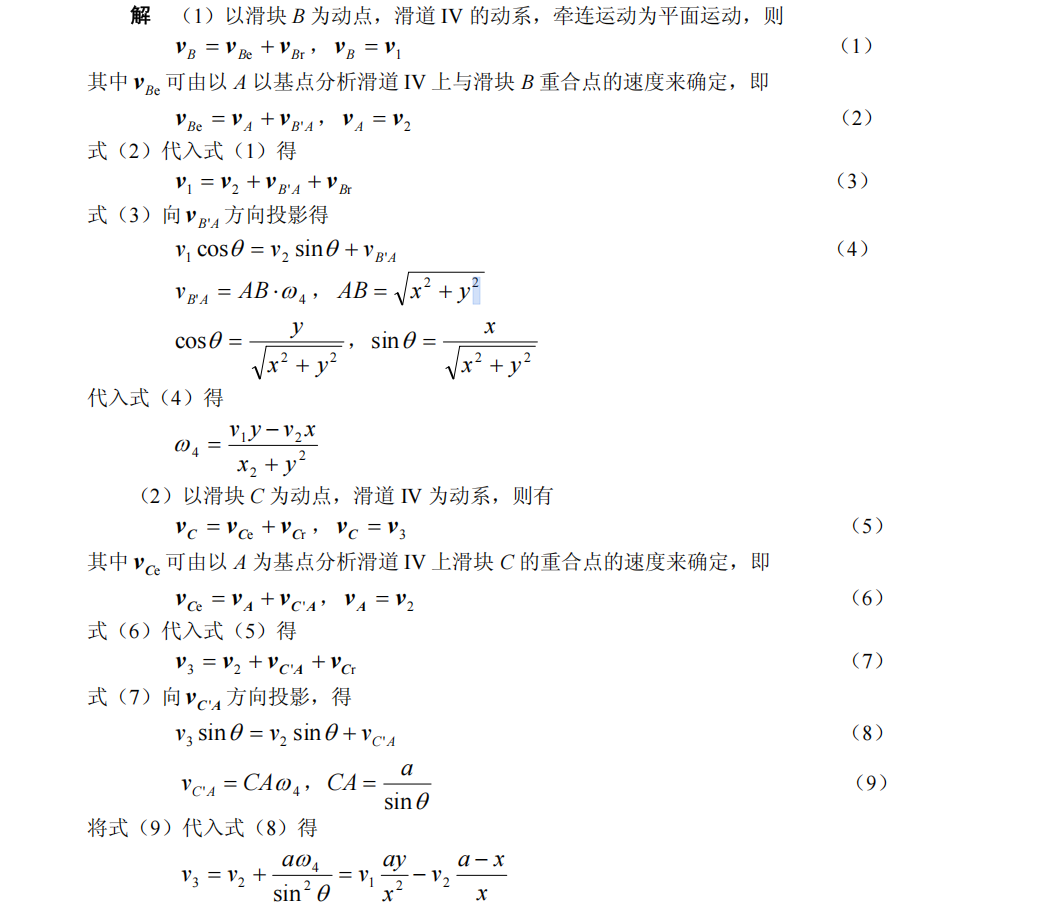 解 （1）以滑块 B 为动点，滑道 IV 的动系，牵连运动为平面运动，则
v_B = v_Be + v_Br， v_B = v_1 （1）
其中 v_Be 可由以 A 以基点分析滑道 IV 上与滑块 B 重合点的速度来确定，即
v_Be = v_A + v_B'A， v_A = v_2 （2）
式（2）代入式（1）得
v_1 = v_2 + v_B'A + v_Br （3）
式（3）向 v_B'A 方向投影得
v_1 cosθ = v_2 sinθ + v_B'A （4）
v_B'A = AB·ω_4， AB = √(x^2 + y^2)
cosθ = y/√(x^2 + y^2)， sinθ = x/√(x^2 + y^2)
代入式（4）得
ω_4 = (v_1 y − v_2 x)/(x_2 + y^2)
（2）以滑块 C 为动点，滑道 IV 为动系，则有
v_C = v_Ce + v_Cr， v_C = v_3 （5）
其中 v_Ce 可由以 A 为基点分析滑道 IV 上滑块 C 的重合点的速度来确定，即
v_Ce = v_A + v_C'A， v_A = v_2 （6）
式（6）代入式（5）得
v_3 = v_2 + v_C'A + v_Cr （7）
式（7）向 v_C'A 方向投影，得
v_3 sinθ = v_2 sinθ + v_C'A （8）
v_C'A = CAω_4， CA = a/sinθ （9）
将式（9）代入式（8）得
v_3 = v_2 + aω_4/sin^2 θ = v_1 ay/x^2 − v_2 (a − x)/x